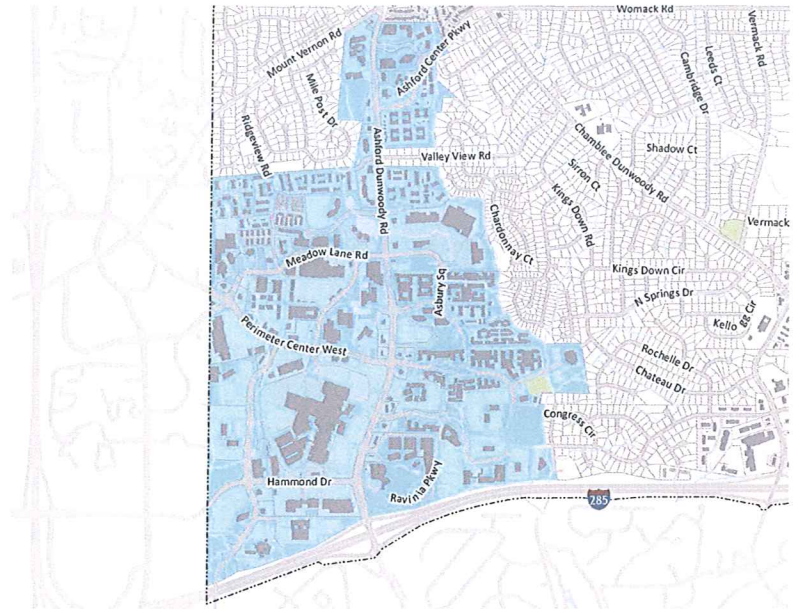 Womack Rd
Vermack Rd
Mount Vernon Rd
Ashford Center Pkwy
Leeds Ct
Cambridge Dr
Mile Post Dr
Ridgeview Rd
Ashford Dunwoody Rd
Valley View Rd
Chamblee Dunwoody Rd
Shadow Ct
Sirron Ct
Kings Down Rd
Chardonnay Ct
Vermack
Meadow Lane Rd
Asbury Sq
Kings Down Cir
N Springs Dr
Kellogg Cir
Perimeter Center West
Rochelle Dr
Chateau Dr
Congress Cir
Hammond Dr
Ravinia Pkwy
285